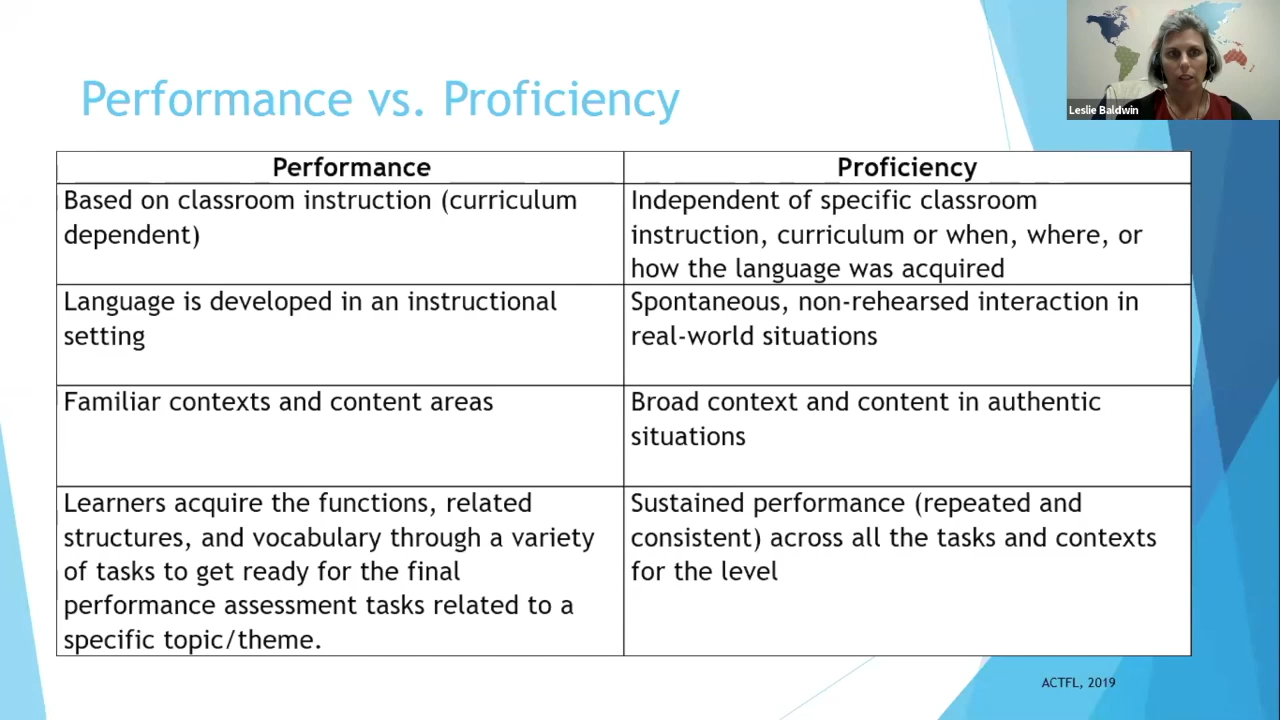 Performance vs. Proficiency
Leslie Baldwin
Performance
Proficiency
Based on classroom instruction (curriculum
dependent)
Independent of specific classroom
instruction, curriculum or when, where, or
how the language was acquired
Language is developed in an instructional
setting
Spontaneous, non-rehearsed interaction in
real-world situations
Familiar contexts and content areas
Broad context and content in authentic
situations
Learners acquire the functions, related
structures, and vocabulary through a variety
of tasks to get ready for the final
performance assessment tasks related to a
specific topic/theme.
Sustained performance (repeated and
consistent) across all the tasks and contexts
for the level
ACTFL, 2019